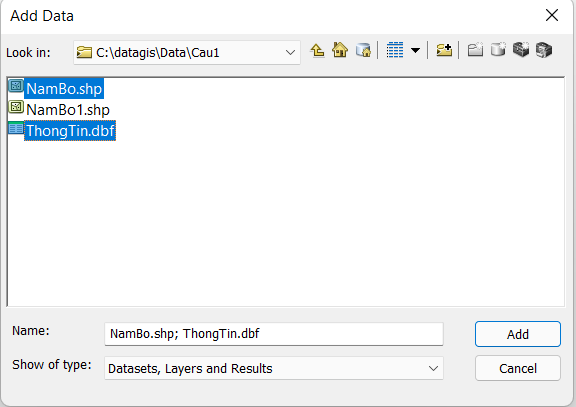 Add Data
Look in: C:\datagis\Data\Cau1
NamBo.shp
NamBo1.shp
ThongTin.dbf
Name: NamBo.shp; ThongTin.dbf Add
Show of type: Datasets, Layers and Results Cancel